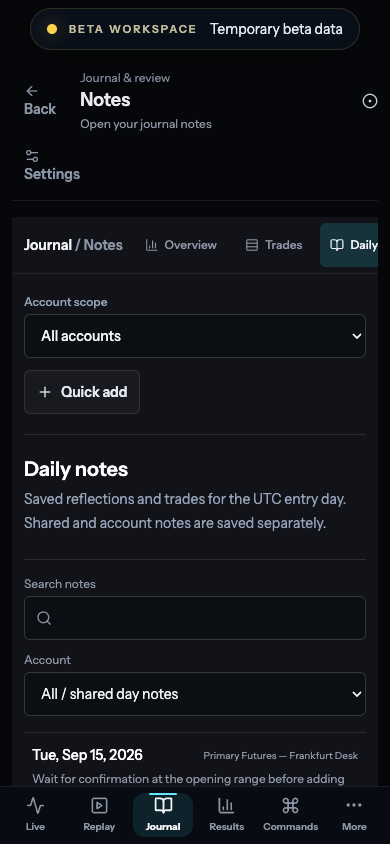 BETA WORKSPACE Temporary beta data
Journal & review
Back
Notes
Open your journal notes
Settings
Journal / Notes Overview Trades Daily
Account scope
All accounts
Quick add
Daily notes
Saved reflections and trades for the UTC entry day.
Shared and account notes are saved separately.
Search notes
Account
All / shared day notes
Tue, Sep 15, 2026 Primary Futures — Frankfurt Desk
Wait for confirmation at the opening range before adding
Live Replay Journal Results Commands More